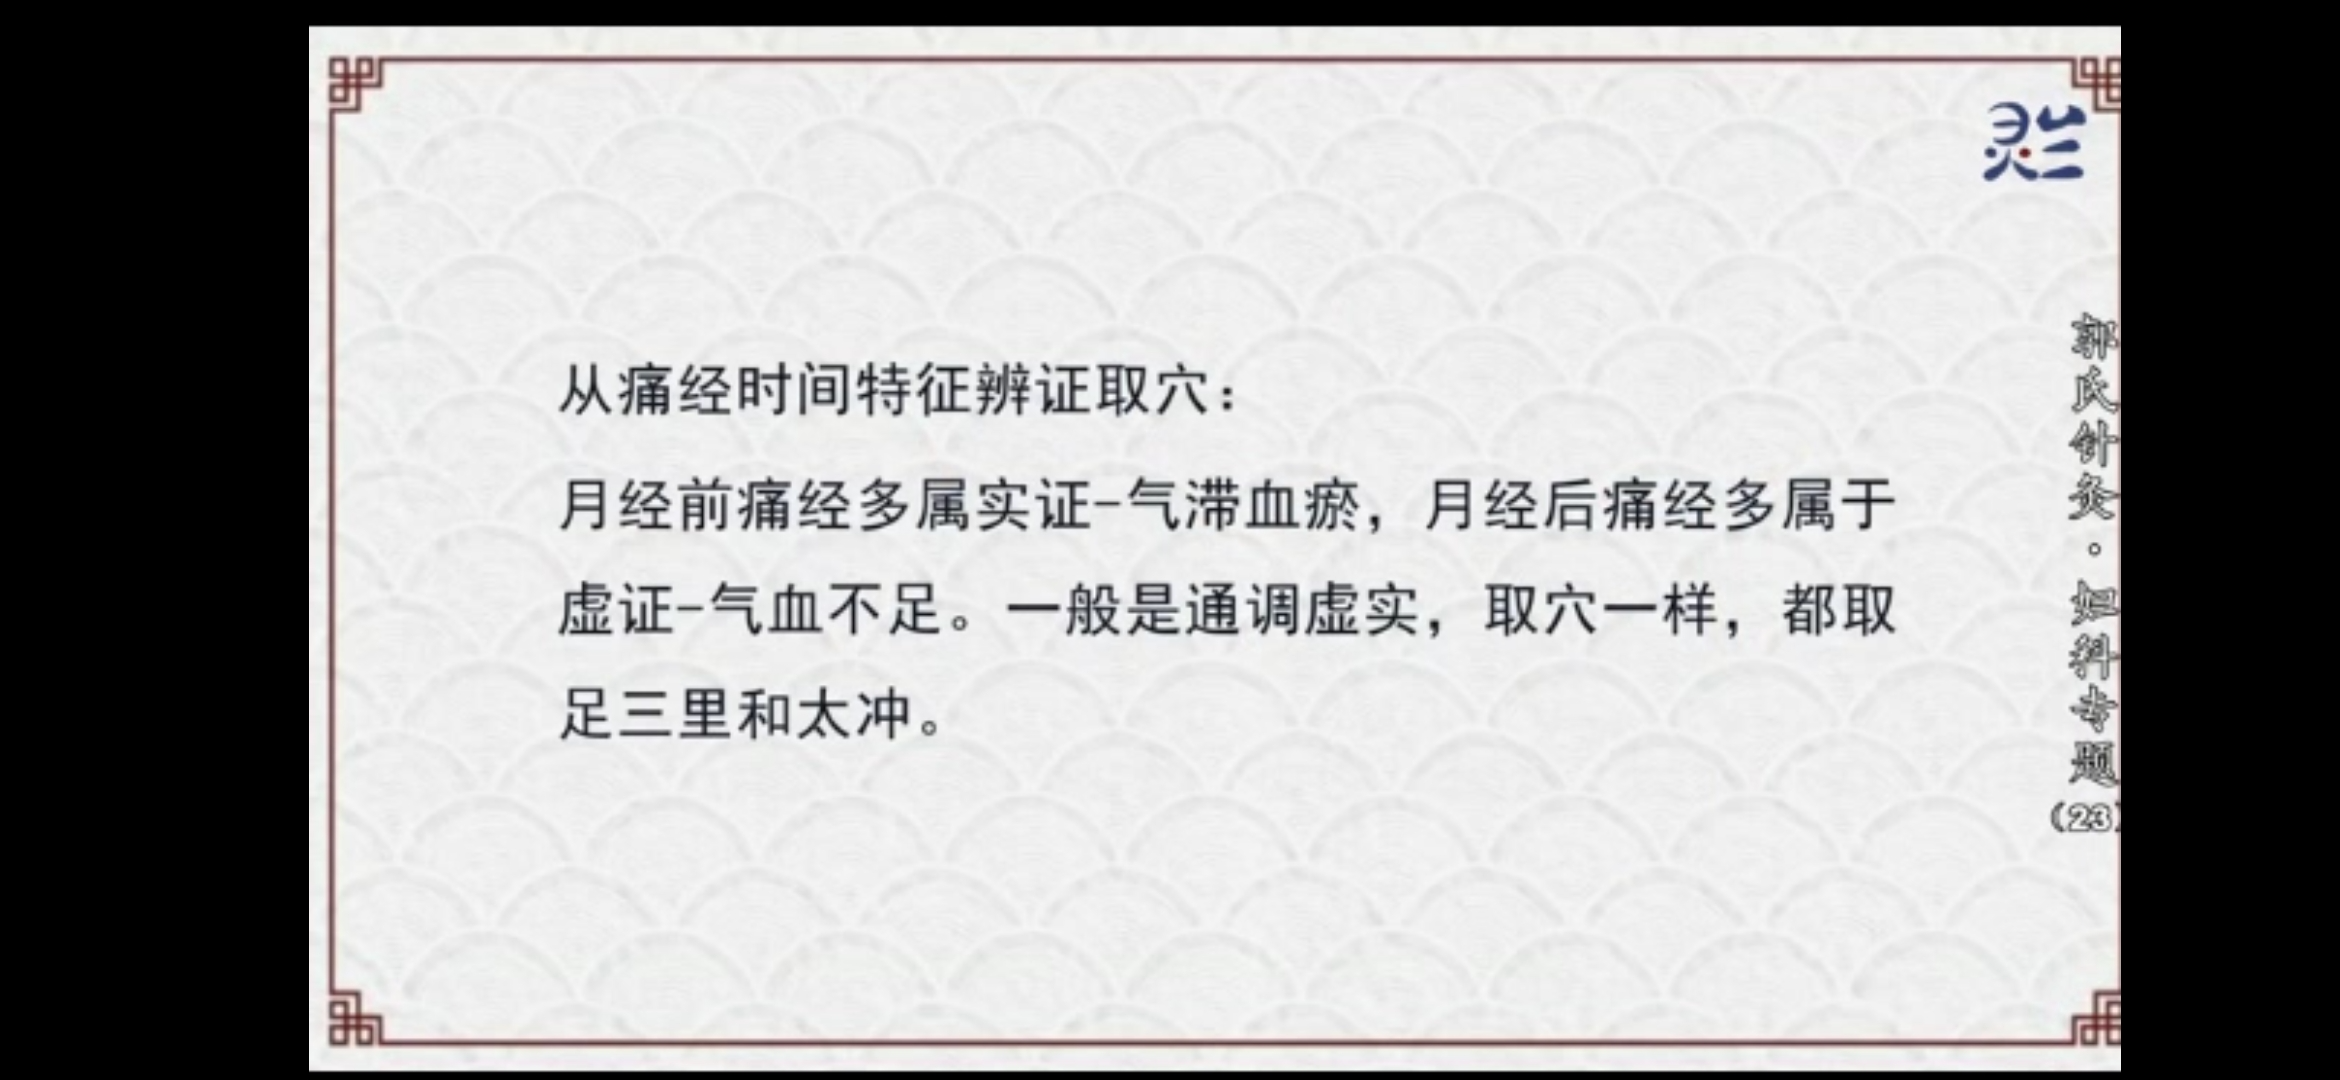 灵兰
从痛经时间特征辨证取穴：
月经前痛经多属实证-气滞血瘀，月经后痛经多属于
虚证-气血不足。一般是通调虚实，取穴一样，都取
足三里和太冲。
郭氏针灸·妇科专题（23）